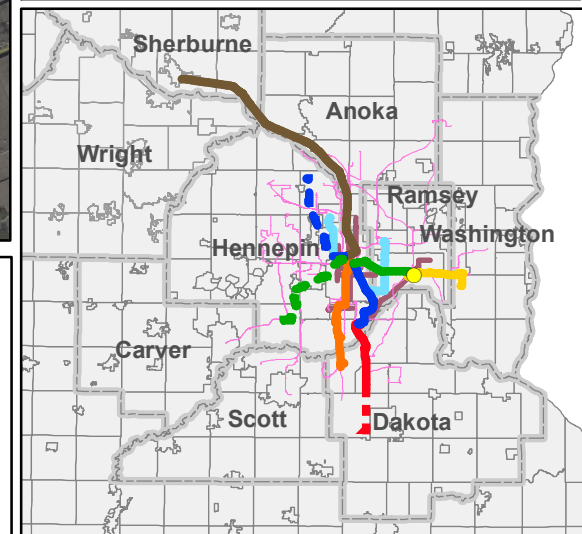 Sherburne
Anoka
Wright
Ramsey
Washington
Hennepin
Carver
Scott
Dakota